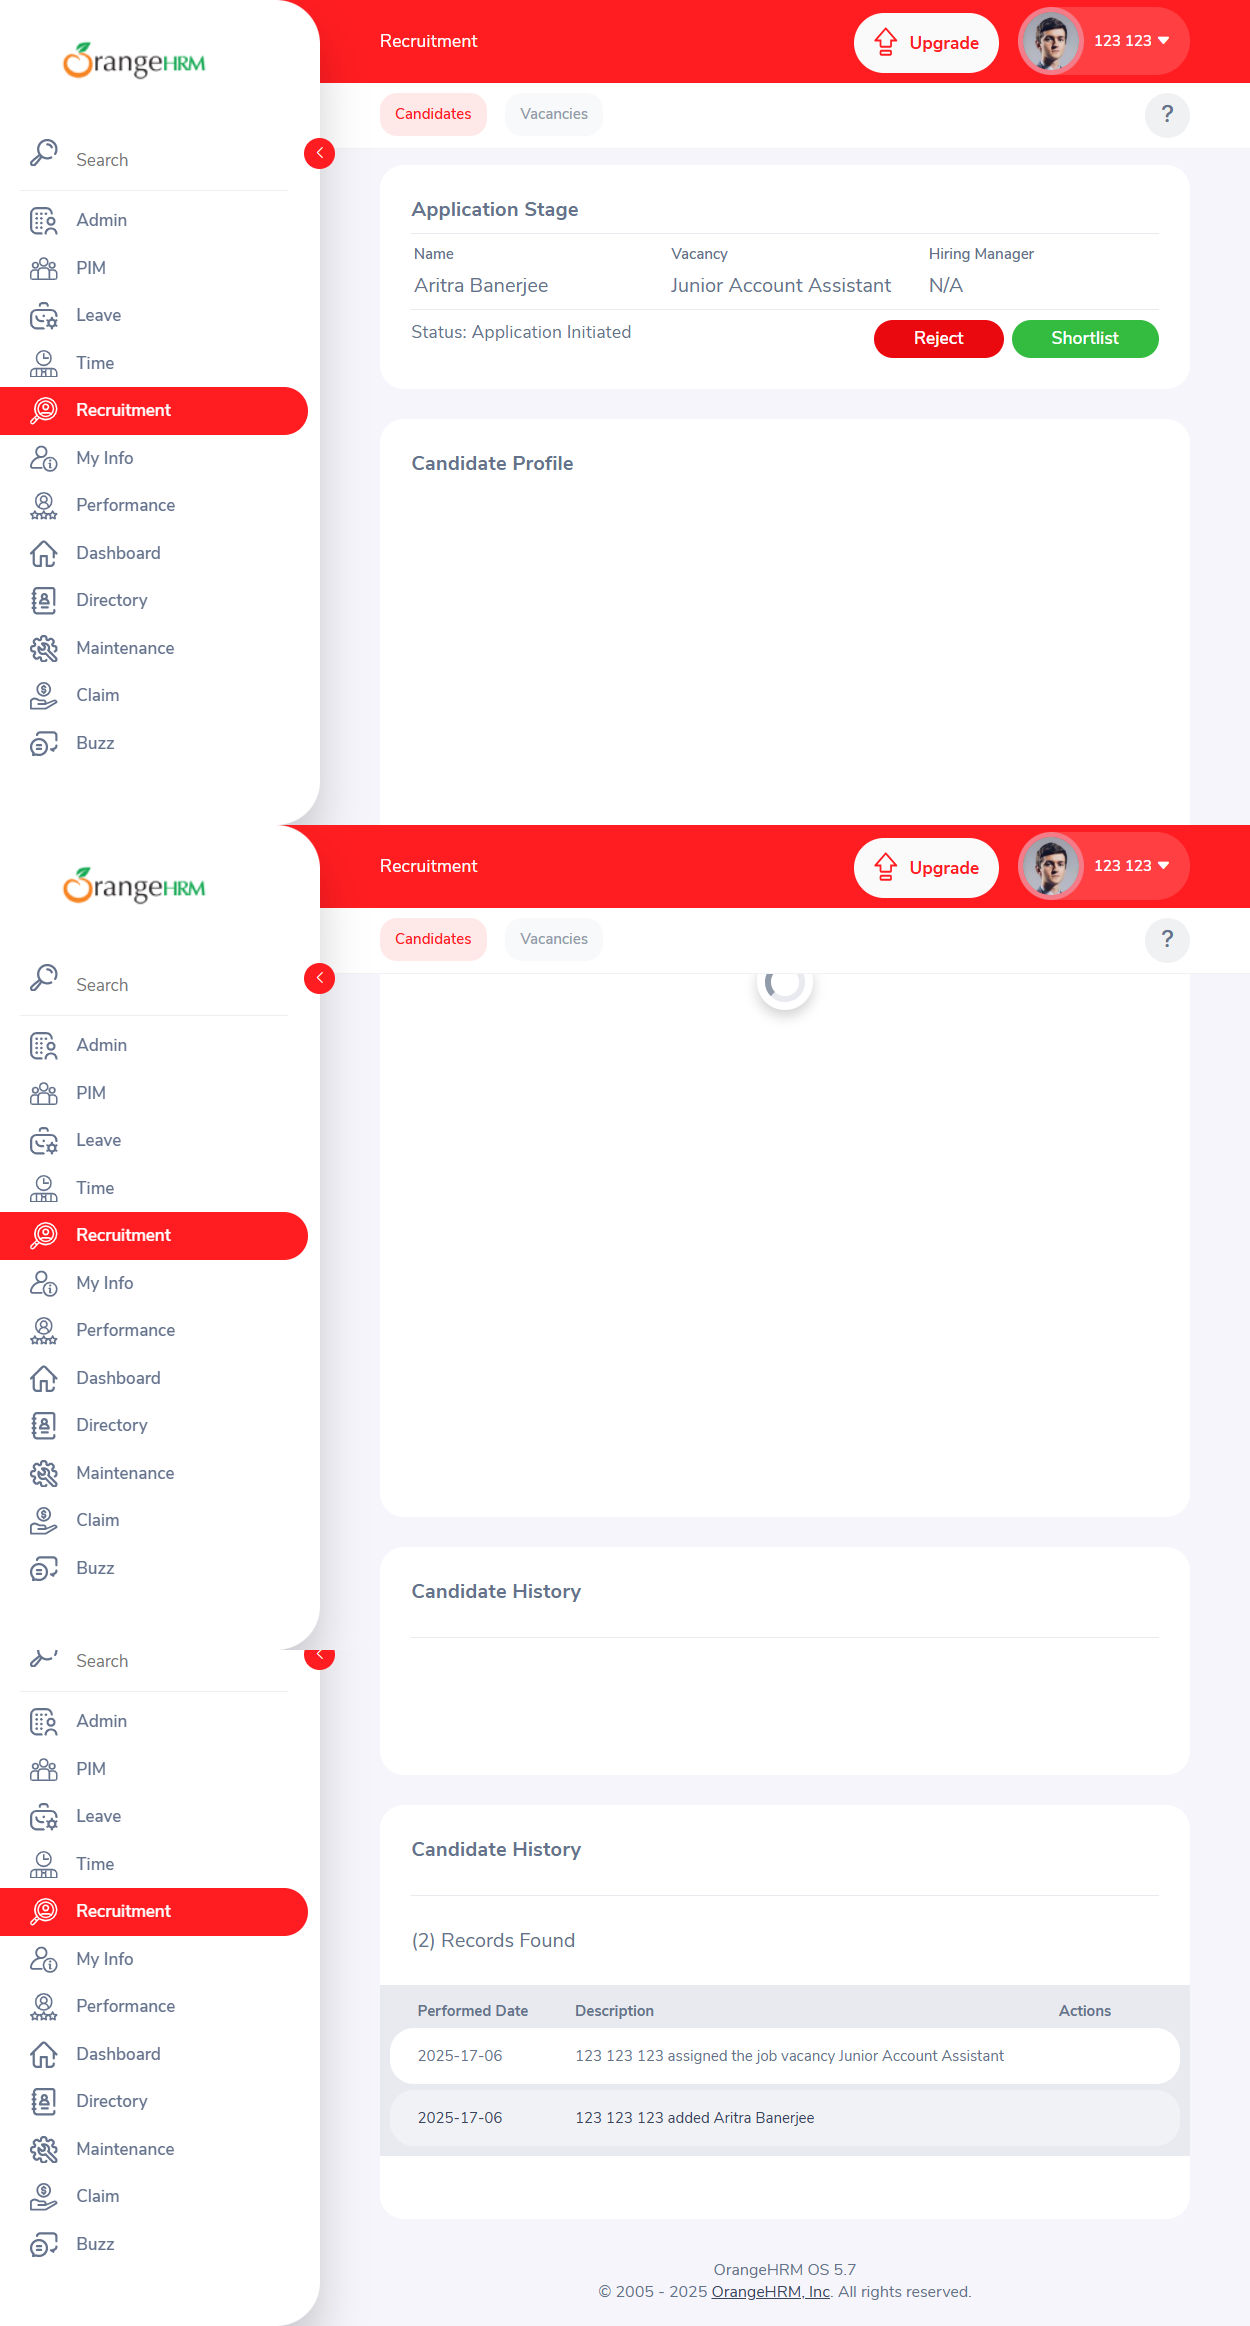 OrangeHRM
Recruitment
Upgrade
123 123
Candidates
Vacancies
?
Search
Admin
PIM
Leave
Time
Recruitment
My Info
Performance
Dashboard
Directory
Maintenance
Claim
Buzz
Application Stage
Name Vacancy Hiring Manager
Aritra Banerjee Junior Account Assistant N/A
Status: Application Initiated
Reject
Shortlist
Candidate Profile
OrangeHRM
Recruitment
Upgrade
123 123
Candidates
Vacancies
?
Search
Admin
PIM
Leave
Time
Recruitment
My Info
Performance
Dashboard
Directory
Maintenance
Claim
Buzz
Candidate History
Search
Admin
PIM
Leave
Time
Recruitment
My Info
Performance
Dashboard
Directory
Maintenance
Claim
Buzz
Candidate History
(2) Records Found
Performed Date Description Actions
2025-17-06 123 123 123 assigned the job vacancy Junior Account Assistant
2025-17-06 123 123 123 added Aritra Banerjee
OrangeHRM OS 5.7
© 2005 - 2025 OrangeHRM, Inc. All rights reserved.